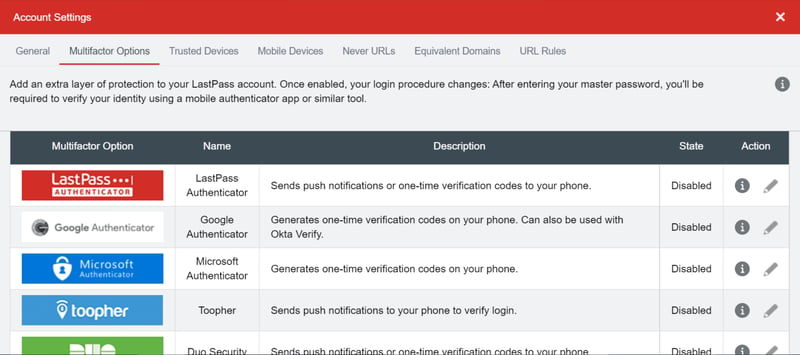 Account Settings
General Multifactor Options Trusted Devices Mobile Devices Never URLs Equivalent Domains URL Rules
Add an extra layer of protection to your LastPass account. Once enabled, your login procedure changes: After entering your master password, you'll be
required to verify your identity using a mobile authenticator app or similar tool.
Multifactor Option Name Description State Action
LastPass
AUTHENTICATOR
LastPass
Authenticator
Sends push notifications or one-time verification codes to your phone.
Disabled
Google Authenticator
Google
Authenticator
Generates one-time verification codes on your phone. Can also be used with
Okta Verify.
Disabled
Microsoft
Authenticator
Microsoft
Authenticator
Generates one-time verification codes on your phone.
Disabled
toopher
Toopher
Sends push notifications to your phone to verify login.
Disabled
DUO
Duo Security
Sends push notifications or one-time verification codes to your phone.
Disabled